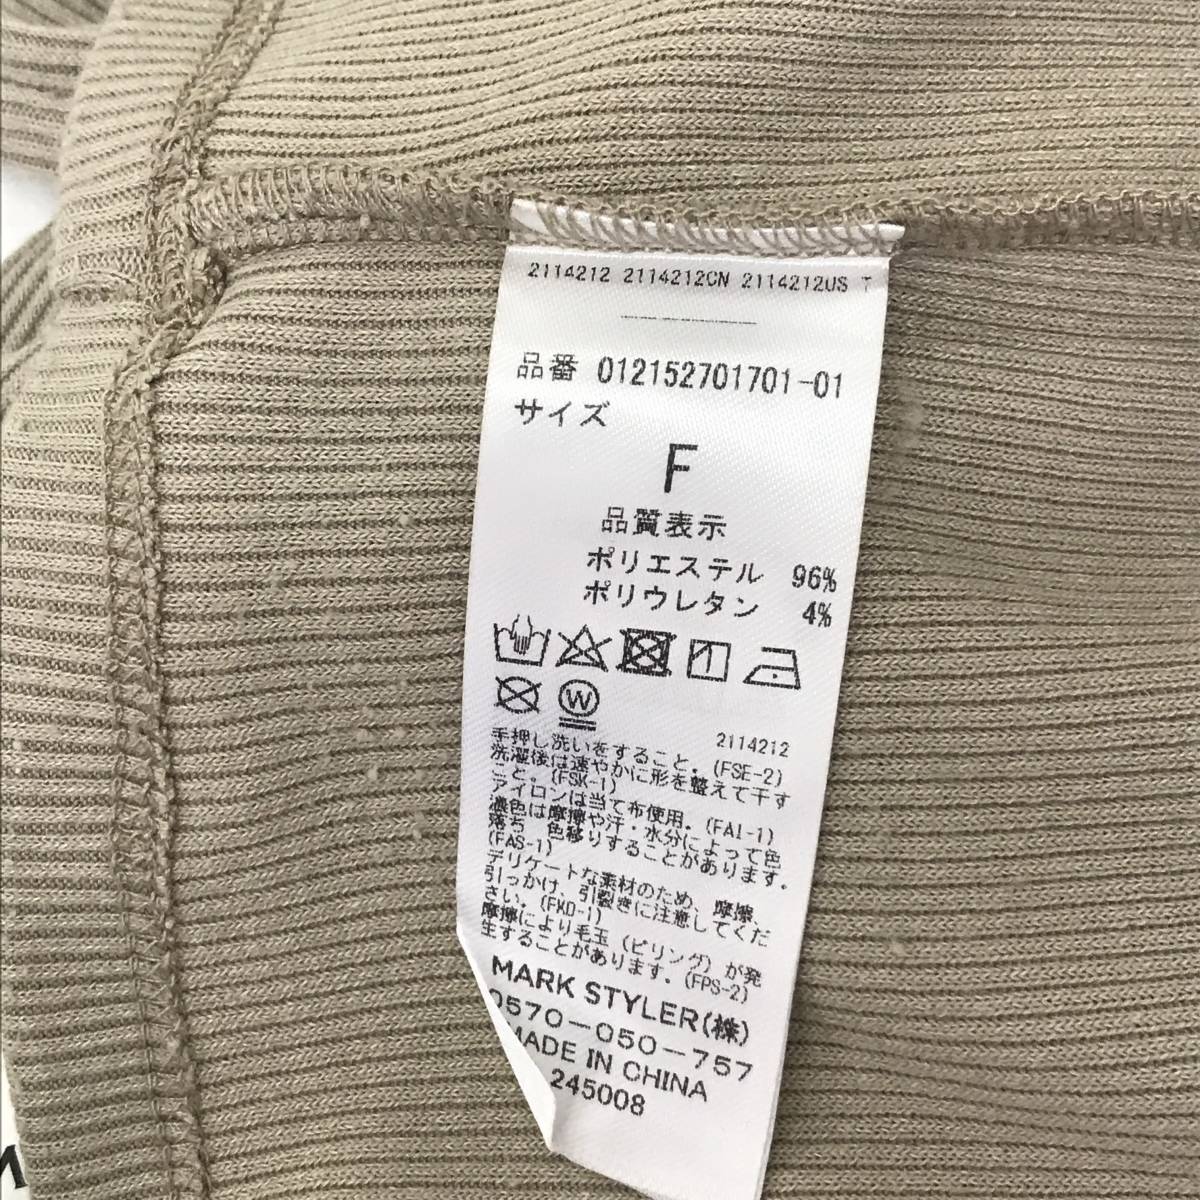 2114212 2114212CN 2114212US T
品番 012152701701-01
サイズ
F
品質表示
ポリエステル 96%
ポリウレタン 4%
W
2114212
手押し洗いをすること。(FSE-2)
洗濯後は速やかに形を整えて干す
こと。(FSK-1)
アイロンは当て布使用。(FAI-1)
濃色は摩擦や汗・水分によって色
落ち 色移りすることがあります。
(FAS-1)
デリケートな素材のため、摩擦、
引っかけ、引裂きに注意してくだ
さい。(FKD-1)
摩擦により毛玉(ピリング)が発
生することがあります。(FPS-2)
MARK STYLER(株)
0570-050-757
MADE IN CHINA
245008